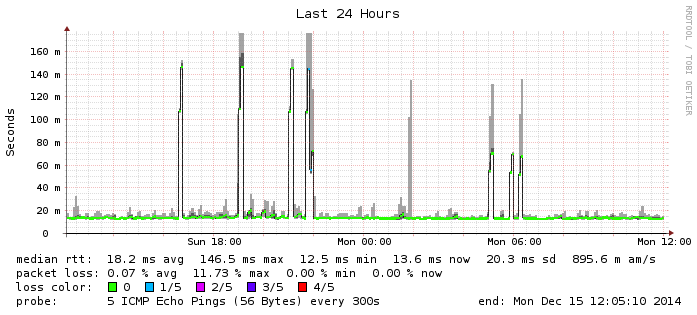 Last 24 Hours
RRDTOOL / TOBI OETIKER
Seconds
160 m
140 m
120 m
100 m
80 m
60 m
40 m
20 m
0
Sun 18:00 Mon 00:00 Mon 06:00 Mon 12:00
median rtt: 18.2 ms avg 146.5 ms max 12.5 ms min 13.6 ms now 20.3 ms sd 895.6 m am/s
packet loss: 0.07 % avg 11.73 % max 0.00 % min 0.00 % now
loss color: 0 1/5 2/5 3/5 4/5
probe: 5 ICMP Echo Pings (56 Bytes) every 300s end: Mon Dec 15 12:05:10 2014